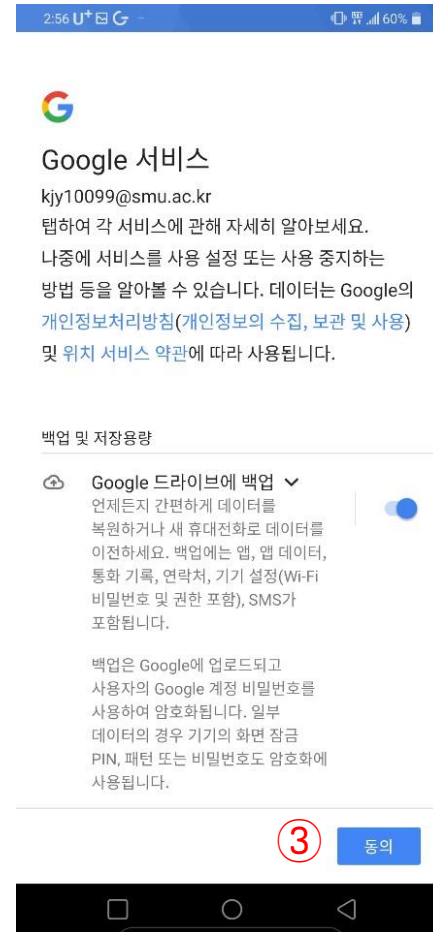 2:56 U+ G
60%
G
Google 서비스
kjy10099@smu.ac.kr
탭하여 각 서비스에 관해 자세히 알아보세요.
나중에 서비스를 사용 설정 또는 사용 중지하는
방법 등을 알아볼 수 있습니다. 데이터는 Google의
개인정보처리방침(개인정보의 수집, 보관 및 사용)
및 위치 서비스 약관에 따라 사용됩니다.
백업 및 저장용량
Google 드라이브에 백업
언제든지 간편하게 데이터를
복원하거나 새 휴대전화로 데이터를
이전하세요. 백업에는 앱, 앱 데이터,
통화 기록, 연락처, 기기 설정(Wi-Fi
비밀번호 및 권한 포함), SMS가
포함됩니다.
백업은 Google에 업로드되고
사용자의 Google 계정 비밀번호를
사용하여 암호화됩니다. 일부
데이터의 경우 기기의 화면 잠금
PIN, 패턴 또는 비밀번호도 암호화에
사용됩니다.
③ 동의